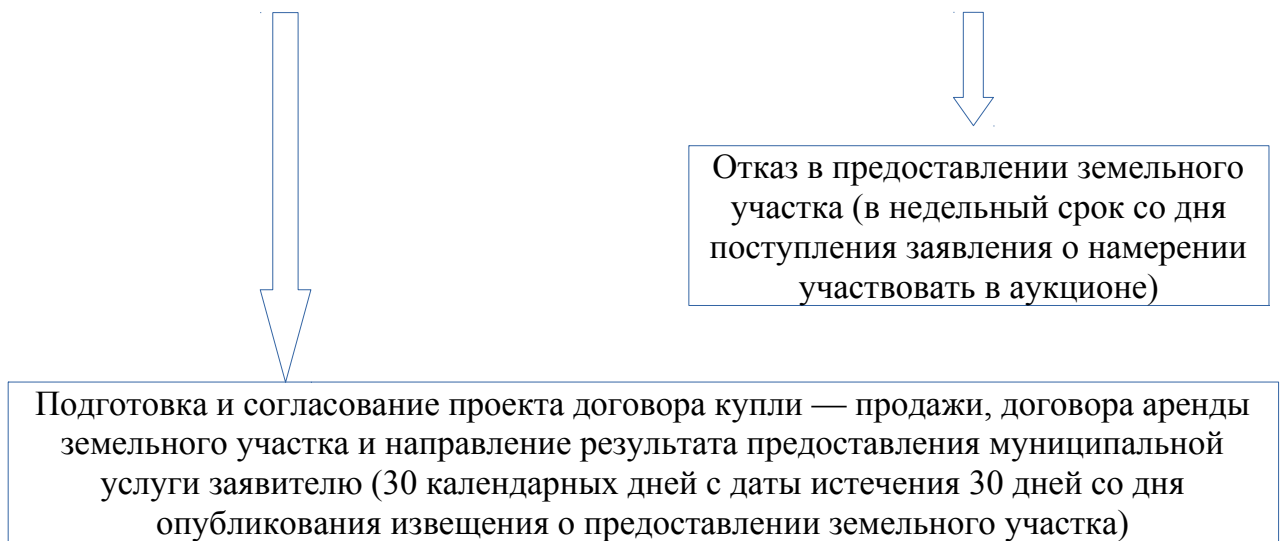 Отказ в предоставлении земельного
участка (в недельный срок со дня
поступления заявления о намерении
участвовать в аукционе)
Подготовка и согласование проекта договора купли — продажи, договора аренды
земельного участка и направление результата предоставления муниципальной
услуги заявителю (30 календарных дней с даты истечения 30 дней со дня
опубликования извещения о предоставлении земельного участка)